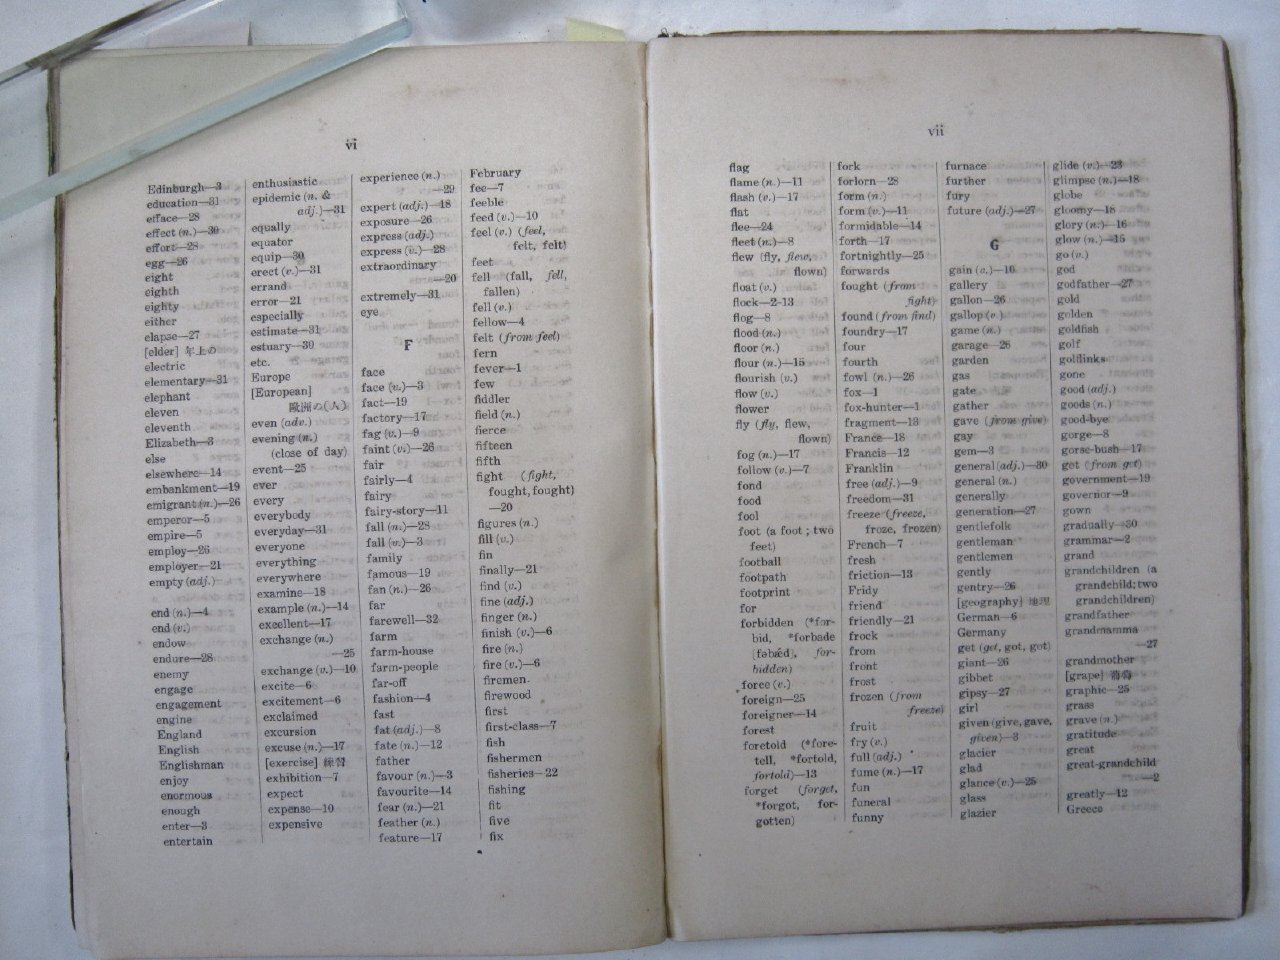 vi
Edinburgh—3
education—31
efface—28
effect (n.)—30
effort—28
egg—26
eight
eighth
eighty
either
elapse—27
[elder] 年上の
electric
elementary—31
elephant
eleven
eleventh
Elizabeth—3
else
elsewhere—14
embankment—19
emigrant (n.)—26
emperor—5
empire—5
employ—26
employer—21
empty (adj.)
end (n.)—4
end (v.)
endow
endure—28
enemy
engage
engagement
engine
England
English
Englishman
enjoy
enormous
enough
enter—3
entertain
enthusiastic
epidemic (n. &
adj.)—31
equally
equator
equip—30
erect (v.)—31
errand
error—21
especially
estimate—31
estuary—30
etc.
Europe
[European]
歐洲の(人)
even (adv.)
evening (n.)
(close of day)
event—25
ever
every
everybody
everyday—31
everyone
everything
everywhere
examine—18
example (n.)—14
excellent—17
exchange (n.)
—25
exchange (v.)—10
excite—6
excitement—6
exclaimed
excursion
excuse (n.)—17
[exercise] 練習
exhibition—7
expect
expense—10
expensive
experience (n.)
—29
expert (adj.)—18
exposure—26
express (adj.)
express (v.)—28
extraordinary
—20
extremely—31
eye
F
face
face (v.)—3
fact—19
factory—17
fag (v.)—9
faint (v.)—26
fair
fairly—4
fairy
fairy-story—11
fall (n.)—28
fall (v.)—3
family
famous—19
fan (n.)—26
far
farewell—32
farm
farm-house
farm-people
far-off
fashion—4
fast
fat (adj.)—8
fate (n.)—12
father
favour (n.)—3
favourite—14
fear (n.)—21
feather (n.)
feature—17
February
fee—7
feeble
feed (v.)—10
feel (v.) (feel,
felt, felt)
feet
fell (fall, fell,
fallen)
fell (v.)
fellow—4
felt (from feel)
fern
fever—1
few
fiddler
field (n.)
fierce
fifteen
fifth
fight (fight,
fought, fought)
—20
figures (n.)
fill (v.)
fin
finally—21
find (v.)
fine (adj.)
finger (n.)
finish (v.)—6
fire (n.)
fire (v.)—6
firemen
firewood
first
first-class—7
fish
fishermen
fisheries—22
fishing
fit
five
fix
vii
flag
flame (n.)—11
flash (v.)—17
flat
flee—24
fleet (n.)—8
flew (fly, flew,
flown)
float (v.)
flock—2-13
flog—8
flood (n.)
floor (n.)
flour (n.)—15
flourish (v.)
flow (v.)
flower
fly (fly, flew,
flown)
fog (n.)—17
follow (v.)—7
fond
food
fool
foot (a foot; two
feet)
football
footpath
footprint
for
forbidden (*for-
bid, *forbade
[fəbǽd], for-
bidden)
force (v.)
foreign—25
foreigner—14
forest
foretold (*fore-
tell, *fortold,
fortold)—13
forget (forget,
*forgot, for-
gotten)
fork
forlorn—28
form (n.)
form (v.)—11
formidable—14
forth—17
fortnightly—25
forwards
fought (from
fight)
found (from find)
foundry—17
four
fourth
fowl (n.)—26
fox—1
fox-hunter—1
fragment—13
France—18
Francis—12
Franklin
free (adj.)—9
freedom—31
freeze (freeze,
froze, frozen)
French—7
fresh
friction—13
Fridy
friend
friendly—21
frock
from
front
frost
frozen (from
freeze)
fruit
fry (v.)
full (adj.)
fume (n.)—17
fun
funeral
funny
furnace
further
fury
future (adj.)—27
G
gain (v.)—10
gallery
gallon—26
gallop (v.)
game (n.)
garage—26
garden
gas
gate
gather
gave (from give)
gay
gem—3
general (adj.)—30
general (n.)
generally
generation—27
gentlefolk
gentleman
gentlemen
gently
gentry—26
[geography] 地理
German—6
Germany
get (get, got, got)
giant—26
gibbet
gipsy—27
girl
given (give, gave,
given)—3
glacier
glad
glance (v.)—25
glass
glazier
glide (v.)—23
glimpse (n.)—18
globe
gloomy—18
glory (n.)—16
glow (n.)—15
go (v.)
god
godfather—27
gold
golden
goldfish
golf
golflinks
gone
good (adj.)
goods (n.)
good-bye
gorge—8
gorse-bush—17
got (from get)
government—19
governor—9
gown
gradually—30
grammar—2
grand
grandchildren (a
grandchild; two
grandchildren)
grandfather
grandmamma
—27
grandmother
[grape] 葡萄
graphic—25
grass
grave (n.)
gratitude
great
great-grandchild
—2
greatly—12
Greece